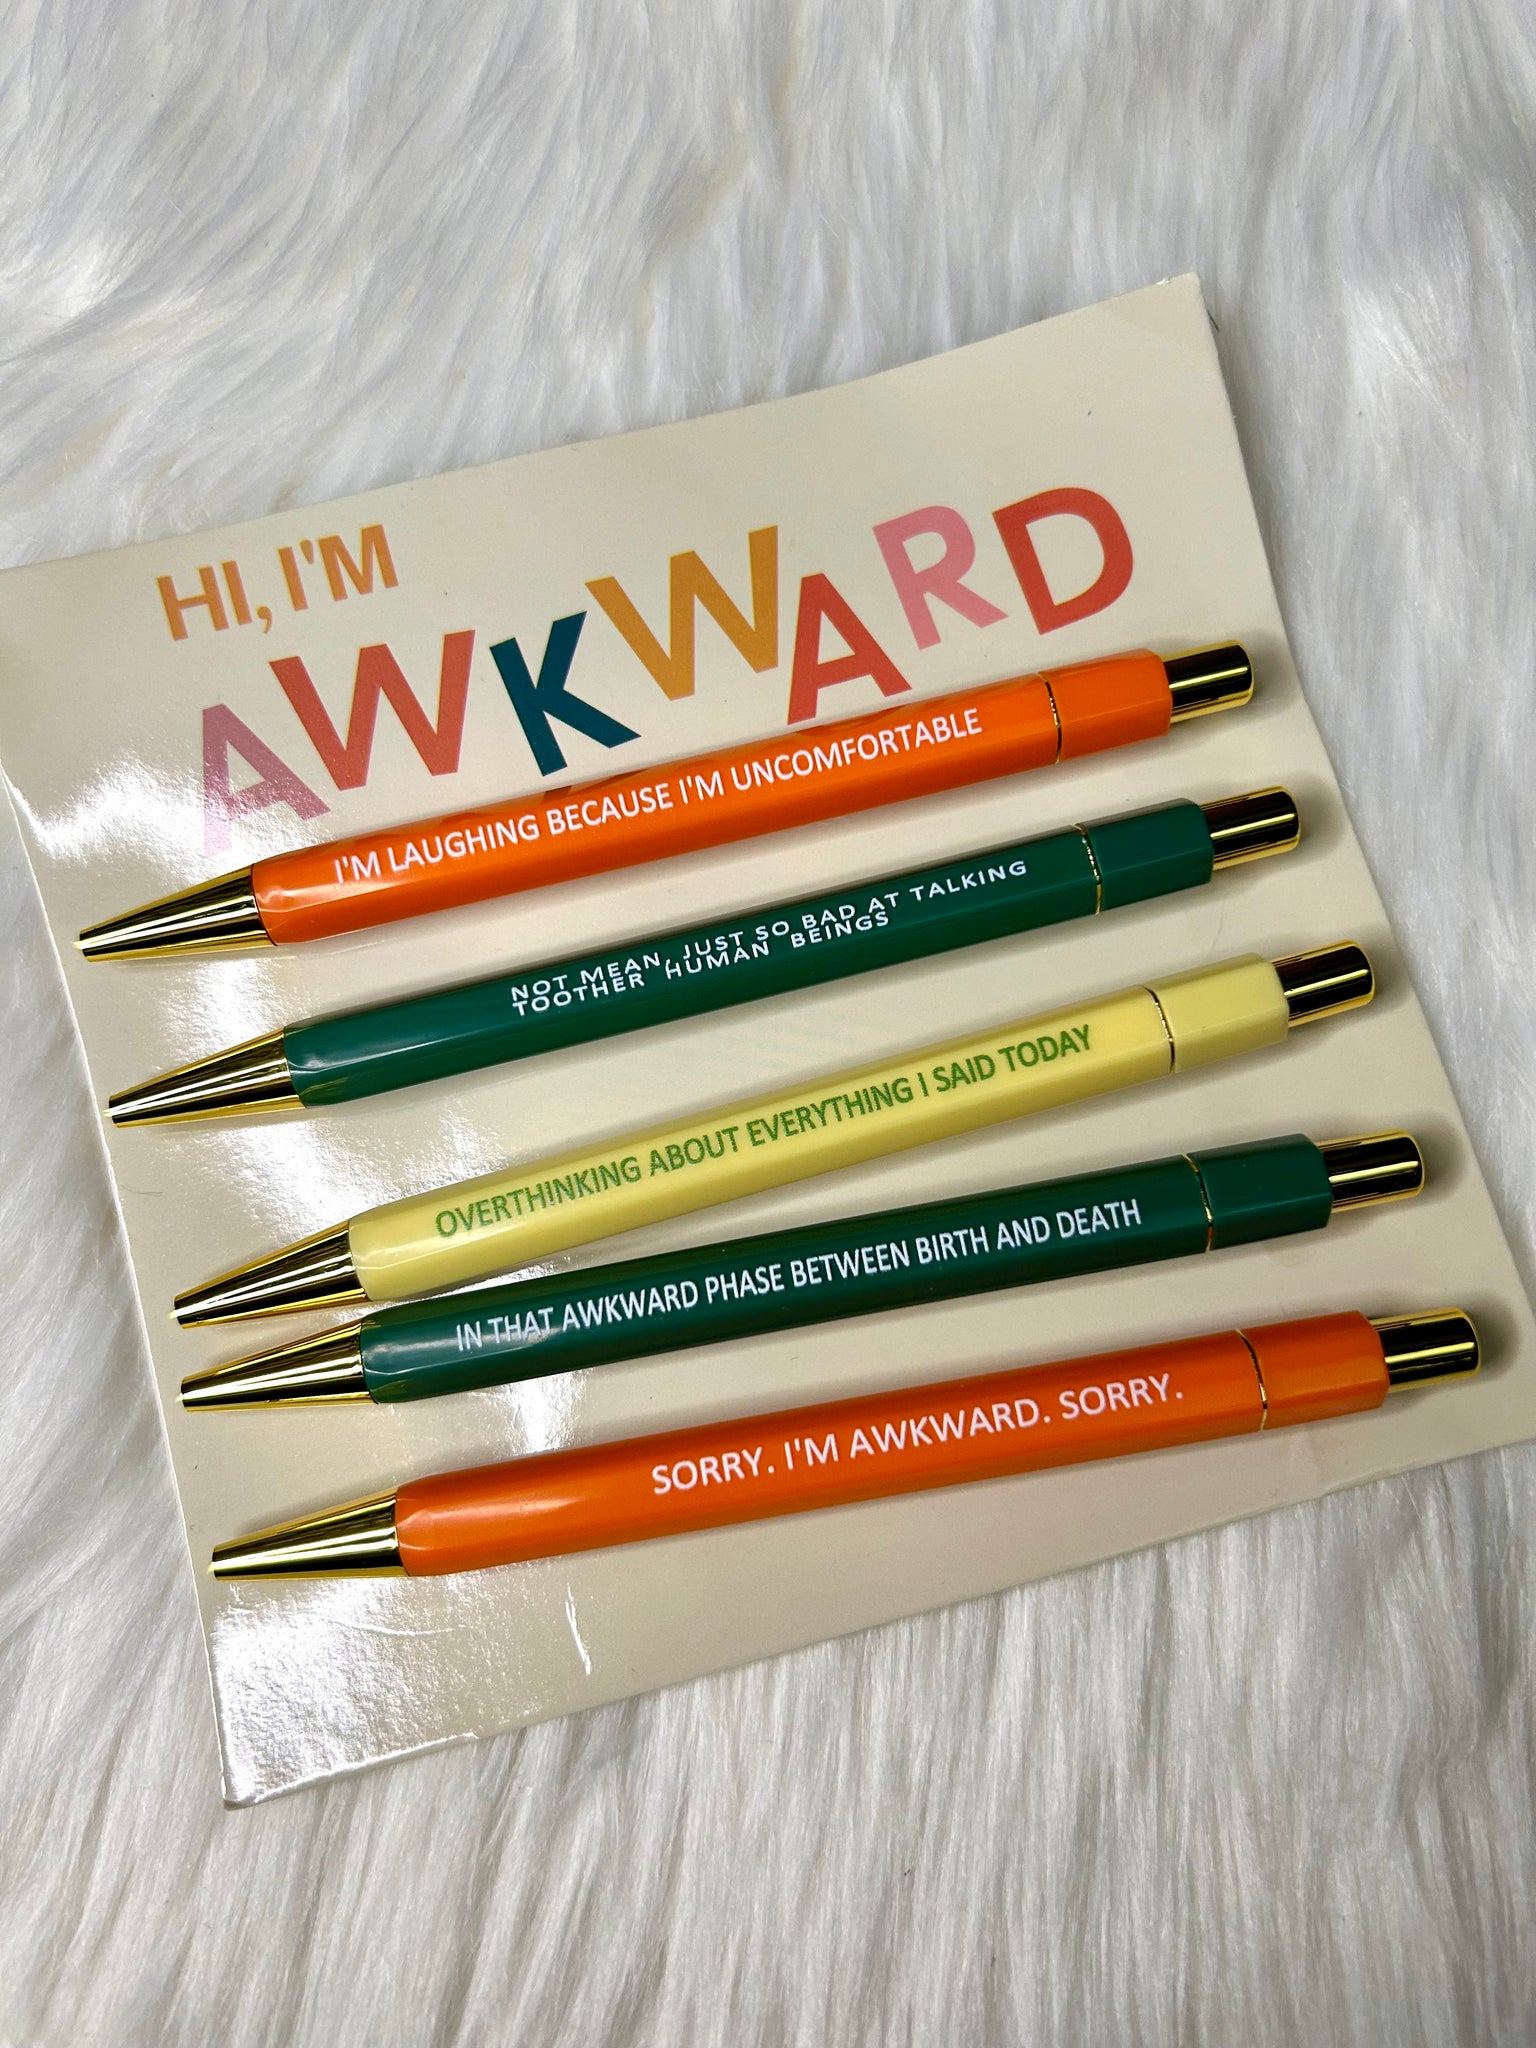 HI, I'M
AWKWARD
I'M LAUGHING BECAUSE I'M UNCOMFORTABLE
NOT MEAN, JUST SO BAD AT TALKING
TOOTHER HUMAN BEINGS
OVERTHINKING ABOUT EVERYTHING I SAID TODAY
IN THAT AWKWARD PHASE BETWEEN BIRTH AND DEATH
SORRY. I'M AWKWARD. SORRY.